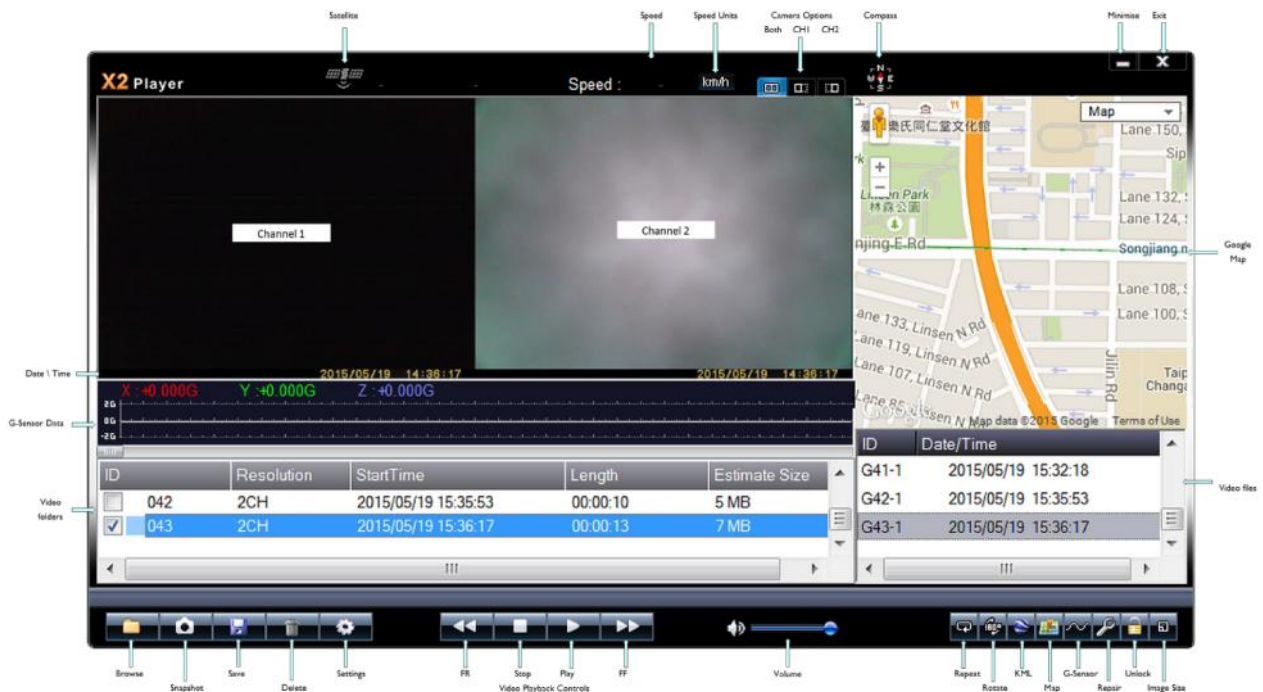 Satellite
Speed
Speed Units
Camera Options
Both CH1 CH2
Compass
Minimise
Exit
X2 Player
Speed :
km/h
N
W E
S
Channel 1
Channel 2
2015/05/19 14:36:17
2015/05/19 14:36:17
Map
Lane 150,
Sip
Linsen Park
林森公園
Lane 132,
Lane 124,
njing-E-Rd
Songjiang
Lane 108,
Lane 100,
ane 133, Linsen N Rd
ane 119, Linsen N Rd
Lane 107, Linsen N Rd
Jilin Rd
Taip
Changa
Google
Map data ©2015 Google
Terms of Use
Google
Map
Date \ Time
X :+0.000G
Y :+0.000G
Z :+0.000G
2G
0G
-2G
G-Sensor Data
ID Resolution StartTime Length Estimate Size
042 2CH 2015/05/19 15:35:53 00:00:10 5 MB
043 2CH 2015/05/19 15:36:17 00:00:13 7 MB
Video
folders
ID Date/Time
G41-1 2015/05/19 15:32:18
G42-1 2015/05/19 15:35:53
G43-1 2015/05/19 15:36:17
Video files
180°
Browse
Snapshot
Save
Delete
Settings
FR
Stop
Play
FF
Video Playback Controls
Volume
Repeat
Rotate
KML
Map
G-Sensor
Repair
Unlock
Image Size